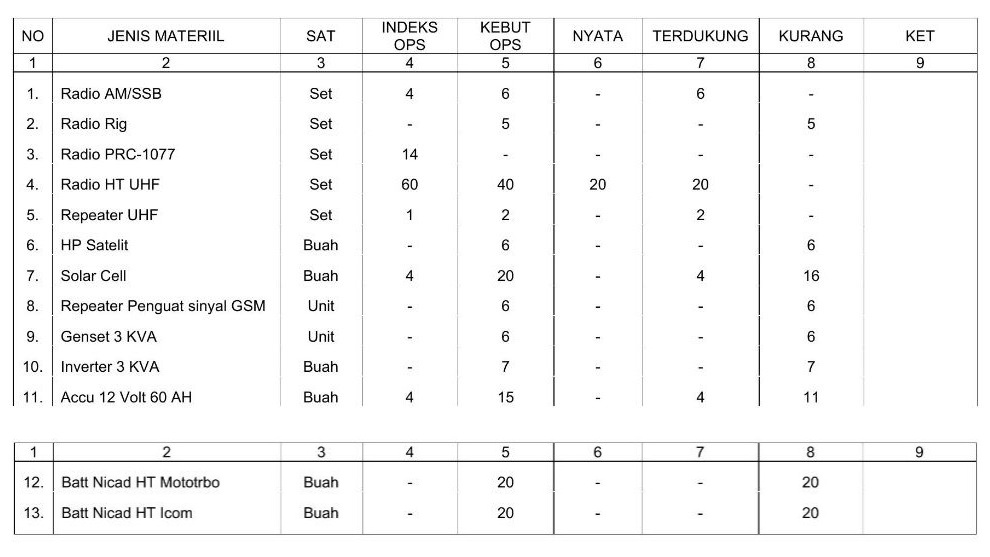 NO JENIS MATERIIL SAT INDEKS OPS KEBUT OPS NYATA TERDUKUNG KURANG KET
1 2 3 4 5 6 7 8 9
1. Radio AM/SSB Set 4 6 - 6 -
2. Radio Rig Set - 5 - - 5
3. Radio PRC-1077 Set 14 - - - -
4. Radio HT UHF Set 60 40 20 20 -
5. Repeater UHF Set 1 2 - 2 -
6. HP Satelit Buah - 6 - - 6
7. Solar Cell Buah 4 20 - 4 16
8. Repeater Penguat sinyal GSM Unit - 6 - - 6
9. Genset 3 KVA Unit - 6 - - 6
10. Inverter 3 KVA Buah - 7 - - 7
11. Accu 12 Volt 60 AH Buah 4 15 - 4 11
1 2 3 4 5 6 7 8 9
12. Batt Nicad HT Mototrbo Buah - 20 - - 20
13. Batt Nicad HT Icom Buah - 20 - - 20